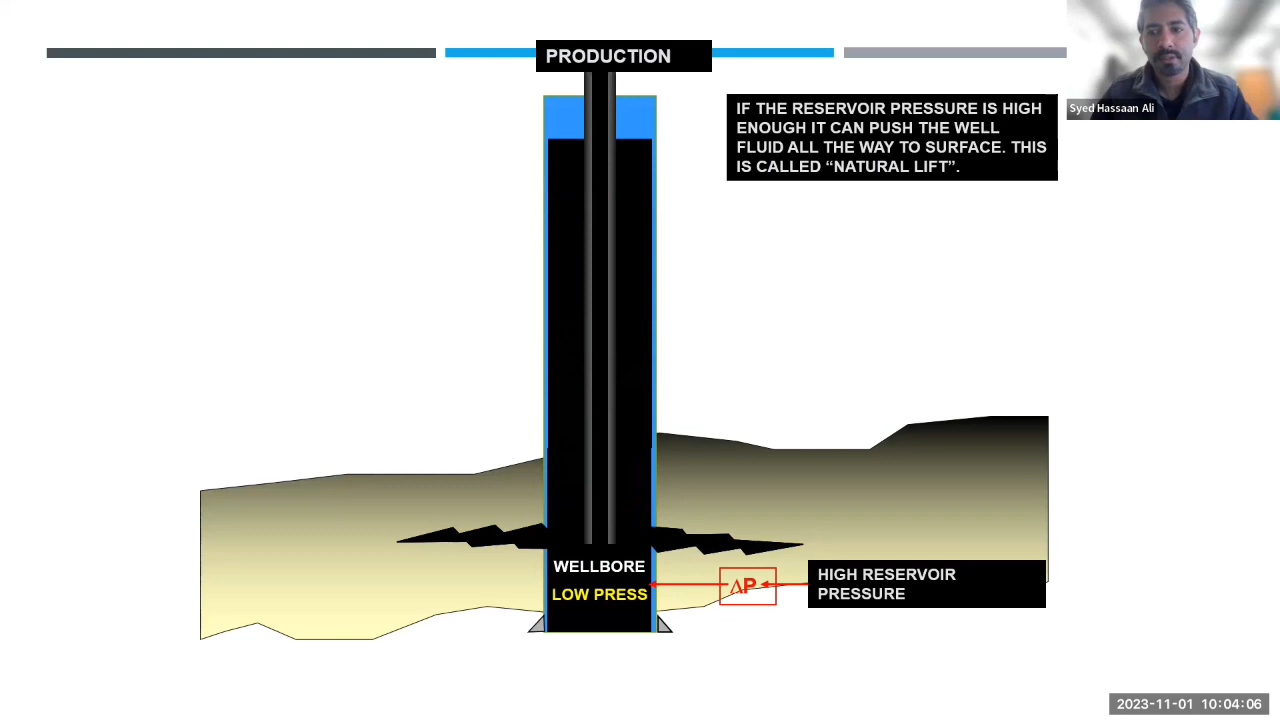 PRODUCTION
Syed Hassaan Ali
IF THE RESERVOIR PRESSURE IS HIGH
ENOUGH IT CAN PUSH THE WELL
FLUID ALL THE WAY TO SURFACE. THIS
IS CALLED “NATURAL LIFT”.
WELLBORE
LOW PRESS
ΔP
HIGH RESERVOIR
PRESSURE
2023-11-01 10:04:06